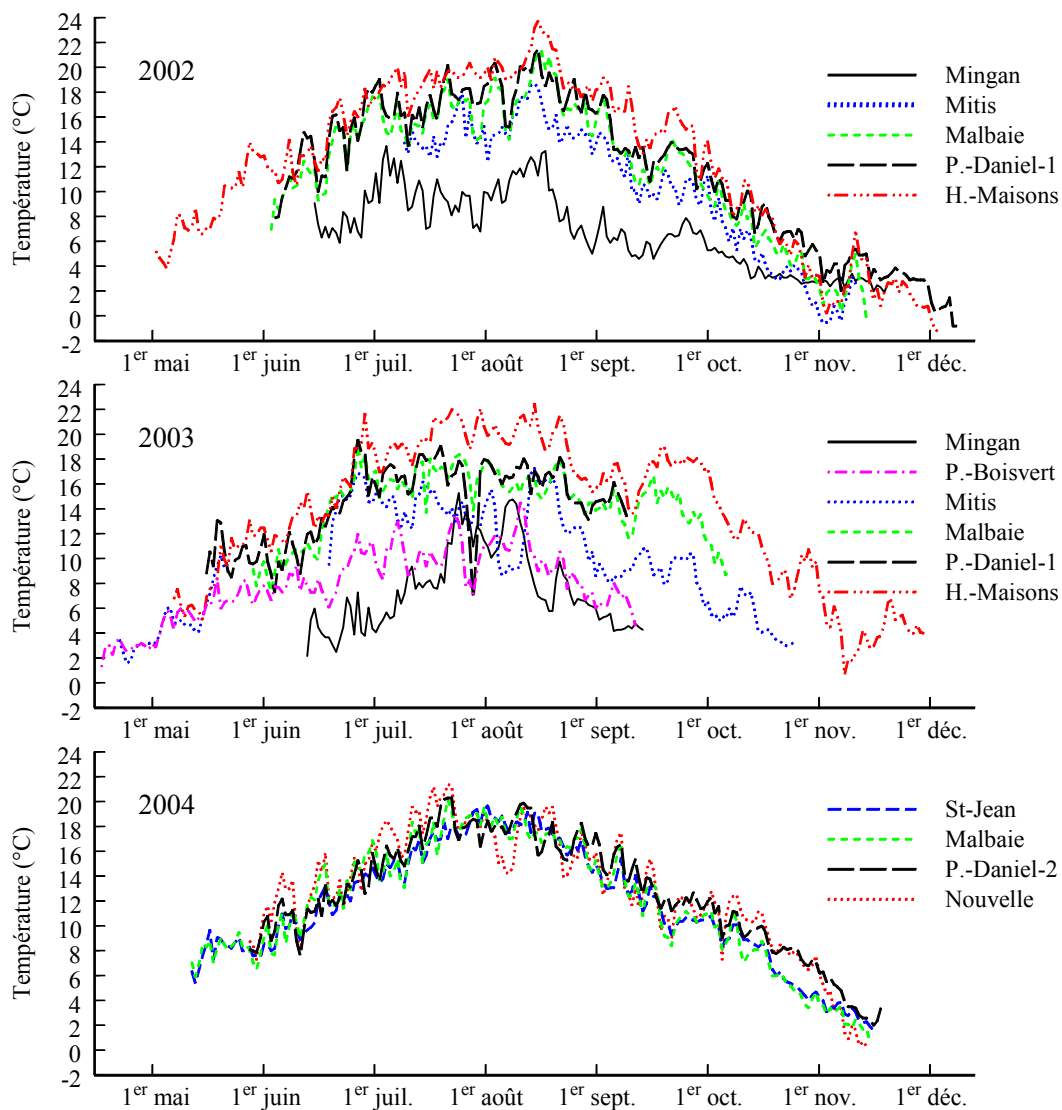 Température (°C)
24
22
20
18
16
14
12
10
8
6
4
2
0
-2
2002
Mingan
Mitis
Malbaie
P.-Daniel-1
H.-Maisons
1er mai 1er juin 1er juil. 1er août 1er sept. 1er oct. 1er nov. 1er déc.
Température (°C)
24
22
20
18
16
14
12
10
8
6
4
2
0
-2
2003
Mingan
P.-Boisvert
Mitis
Malbaie
P.-Daniel-1
H.-Maisons
1er mai 1er juin 1er juil. 1er août 1er sept. 1er oct. 1er nov. 1er déc.
Température (°C)
24
22
20
18
16
14
12
10
8
6
4
2
0
-2
2004
St-Jean
Malbaie
P.-Daniel-2
Nouvelle
1er mai 1er juin 1er juil. 1er août 1er sept. 1er oct. 1er nov. 1er déc.